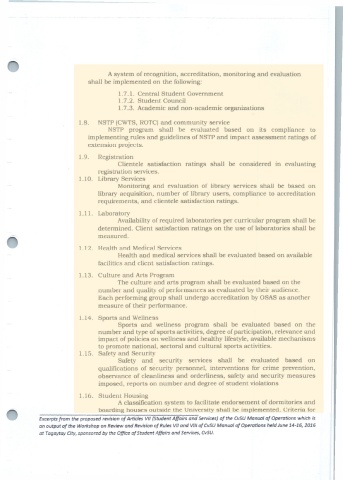 A system of recognition, accreditation, monitoring and evaluation
shall be implemented on the following:
1.7.1. Central Student Government
1.7.2. Student Council
1.7.3. Academic and non-academic organizations
1.8. NSTP (CWTS, ROTC) and community service
NSTP program shall be evaluated based on its compliance to
implementing rules and guidelines of NSTP and impact assessment ratings of
extension projects.
1.9. Registration
Clientele satisfaction ratings shall be considered in evaluating
registration services.
1.10. Library Services
Monitoring and evaluation of library services shall be based on
library acquisition, number of library users, compliance to accreditation
requirements, and clientele satisfaction ratings.
1.11. Laboratory
Availability of required laboratories per curricular program shall be
determined. Client satisfaction ratings on the use of laboratories shall be
measured.
1.12. Health and Medical Services
Health and medical services shall be evaluated based on available
facilities and client satisfaction ratings.
1.13. Culture and Arts Program
The culture and arts program shall be evaluated based on the
number and quality of performances as evaluated by their audience.
Each performing group shall undergo accreditation by OSAS as another
measure of their performance.
1.14. Sports and Wellness
Sports and wellness program shall be evaluated based on the
number and type of sports activities, degree of participation, relevance and
impact of policies on wellness and healthy lifestyle, available mechanisms
to promote national, sectoral and cultural sports activities.
1.15. Safety and Security
Safety and security services shall be evaluated based on
qualifications of security personnel, interventions for crime prevention,
observance of cleanliness and orderliness, safety and security measures
imposed, reports on number and degree of student violations
1.16. Student Housing
A classification system to facilitate endorsement of dormitories and
boarding houses outside the University shall be implemented. Criteria for
Excerpts from the proposed revision of Articles VII (Student Affairs and Services) of the CvSU Manual of Operations which is
an output of the Workshop on Review and Revision of Rules VII and VIII of CvSU Manual of Operations held June 14-16, 2016
at Tagaytay City, sponsored by the Office of Student Affairs and Services, CvSU.